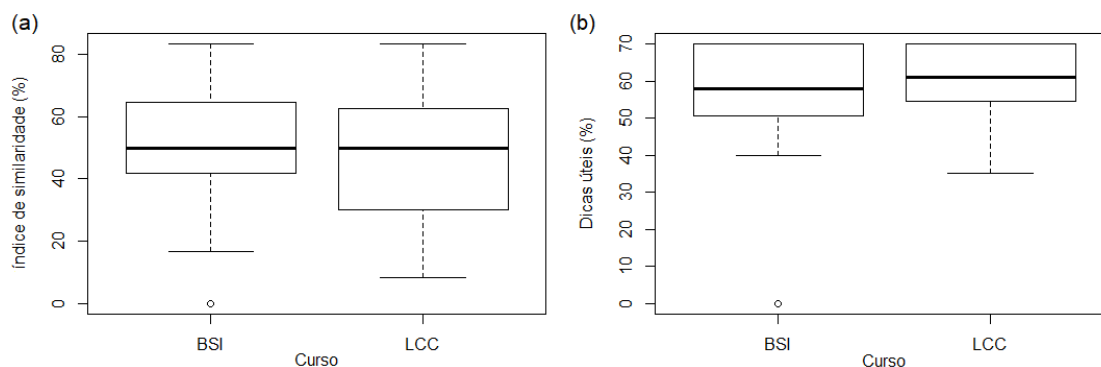 (a)
índice de similaridade (%)
80
60
40
20
0
BSI
LCC
Curso
(b)
Dicas úteis (%)
70
60
50
40
30
20
10
0
BSI
LCC
Curso